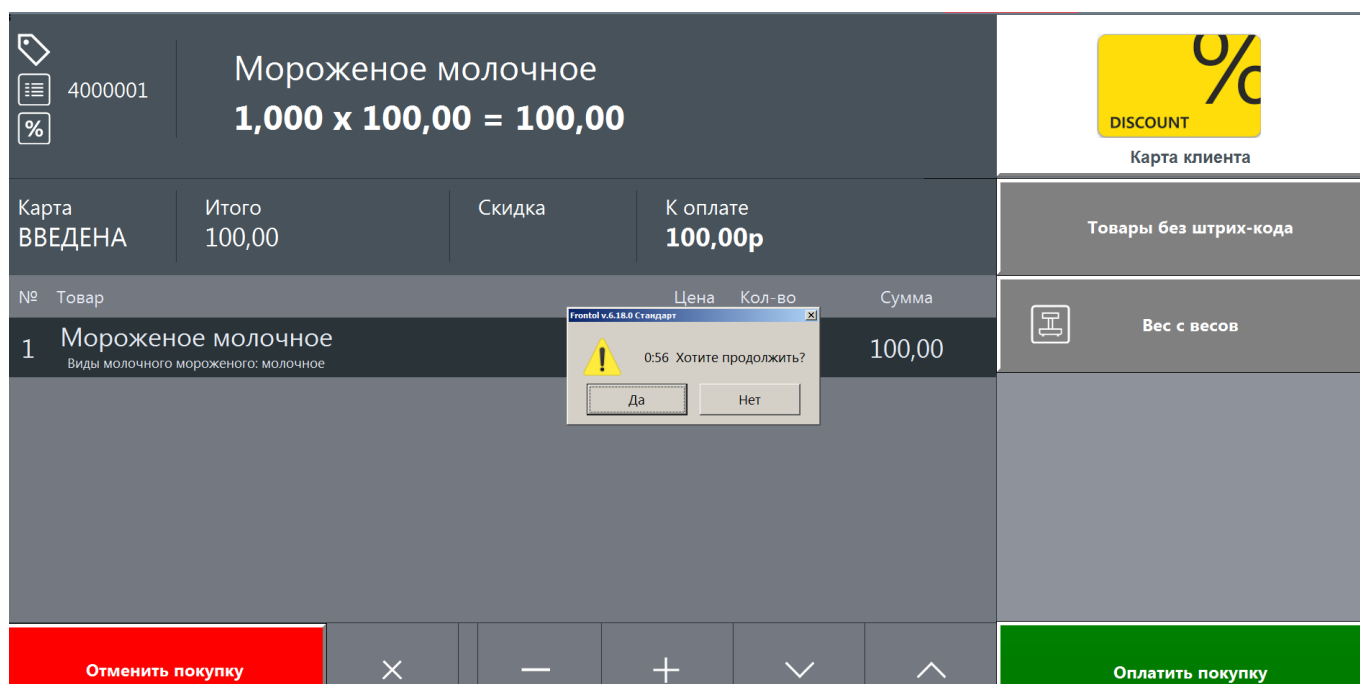 4000001
Мороженое молочное
1,000 x 100,00 = 100,00
%
%
DISCOUNT
Карта клиента
Карта
ВВЕДЕНА
Итого
100,00
Скидка
К оплате
100,00р
Товары без штрих-кода
№ Товар Цена Кол-во Сумма
1 Мороженое молочное 100,00
Виды молочного мороженого: молочное
Frontol v.6.18.0 Стандарт
0:56 Хотите продолжить?
Да Нет
Вес с весов
Отменить покупку
Оплатить покупку